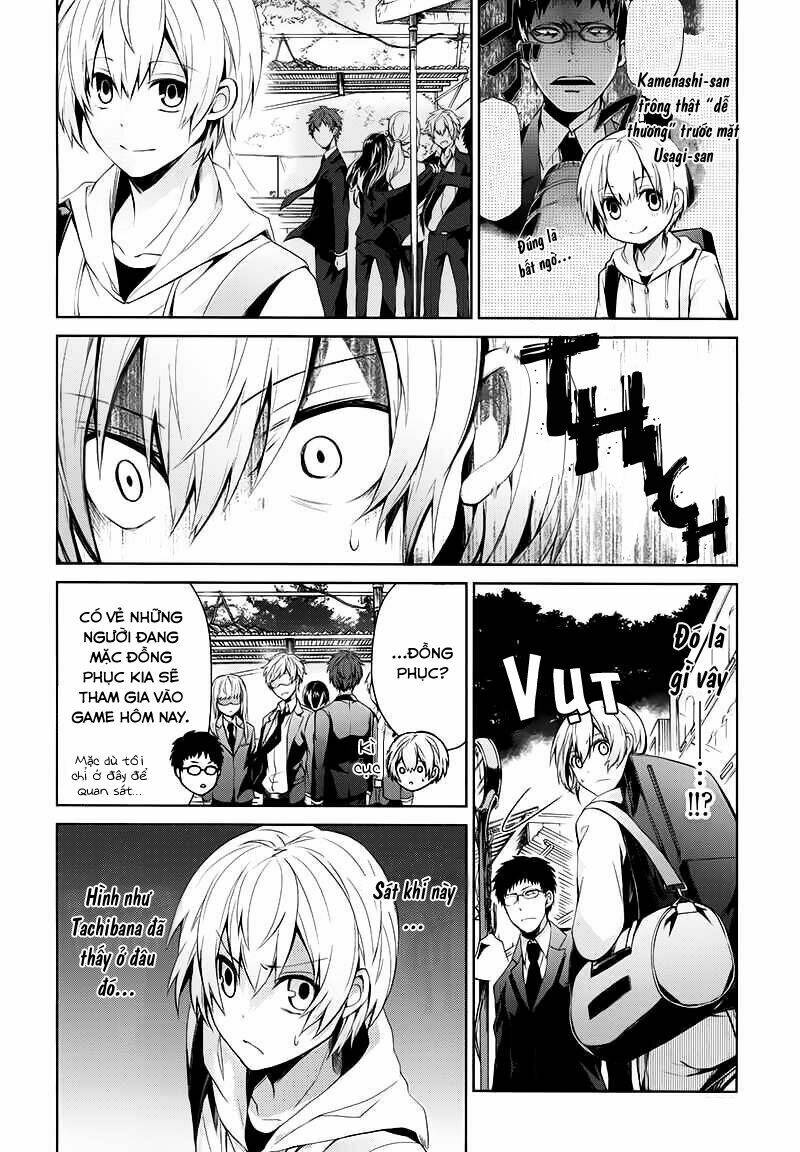 Kamenashi-san
trông thật “dễ
thương” trước mặt
Usagi-san
Đúng là
bất ngờ...
THỊCH
Đó là
gì vậy
...
...
!!?
VỤT
...ĐỒNG
PHỤC?
Kì
cục
CÓ VẺ NHỮNG
NGƯỜI ĐANG
MẶC ĐỒNG
PHỤC KIA SẼ
THAM GIA VÀO
GAME HÔM NAY.
Mặc dù tôi
chỉ ở đây để
quan sát...
Sát khí này
...
Hình như
Tachibana đã
thấy ở đâu
đó...